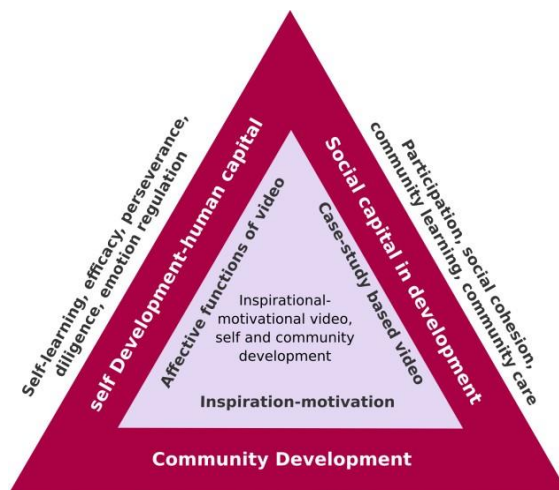 Self-learning, efficacy, perseverance,
diligence, emotion regulation
self Development-human capital
Affective functions of video
Participation, social cohesion,
community learning, community care
Social capital in development
Case-study based video
Inspirational-
motivational video,
self and community
development
Inspiration-motivation
Community Development